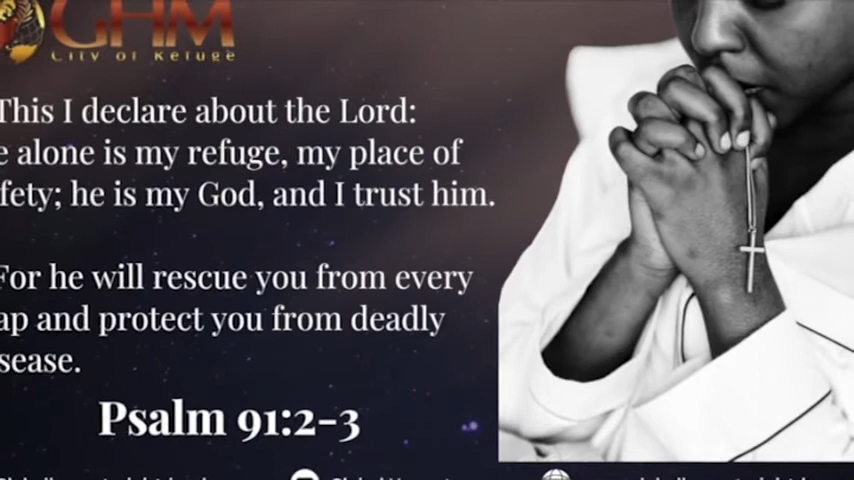 GHM
City of Refuge
This I declare about the Lord:
e alone is my refuge, my place of
fety; he is my God, and I trust him.
For he will rescue you from every
ap and protect you from deadly
sease.
Psalm 91:2-3